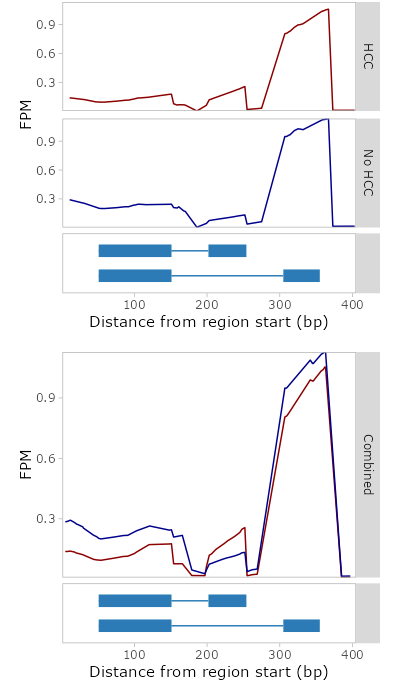 0.9
0.6
0.3
HCC
FPM
0.9
0.6
0.3
No HCC
100 200 300 400
Distance from region start (bp)
0.9
0.6
0.3
FPM
Combined
100 200 300 400
Distance from region start (bp)